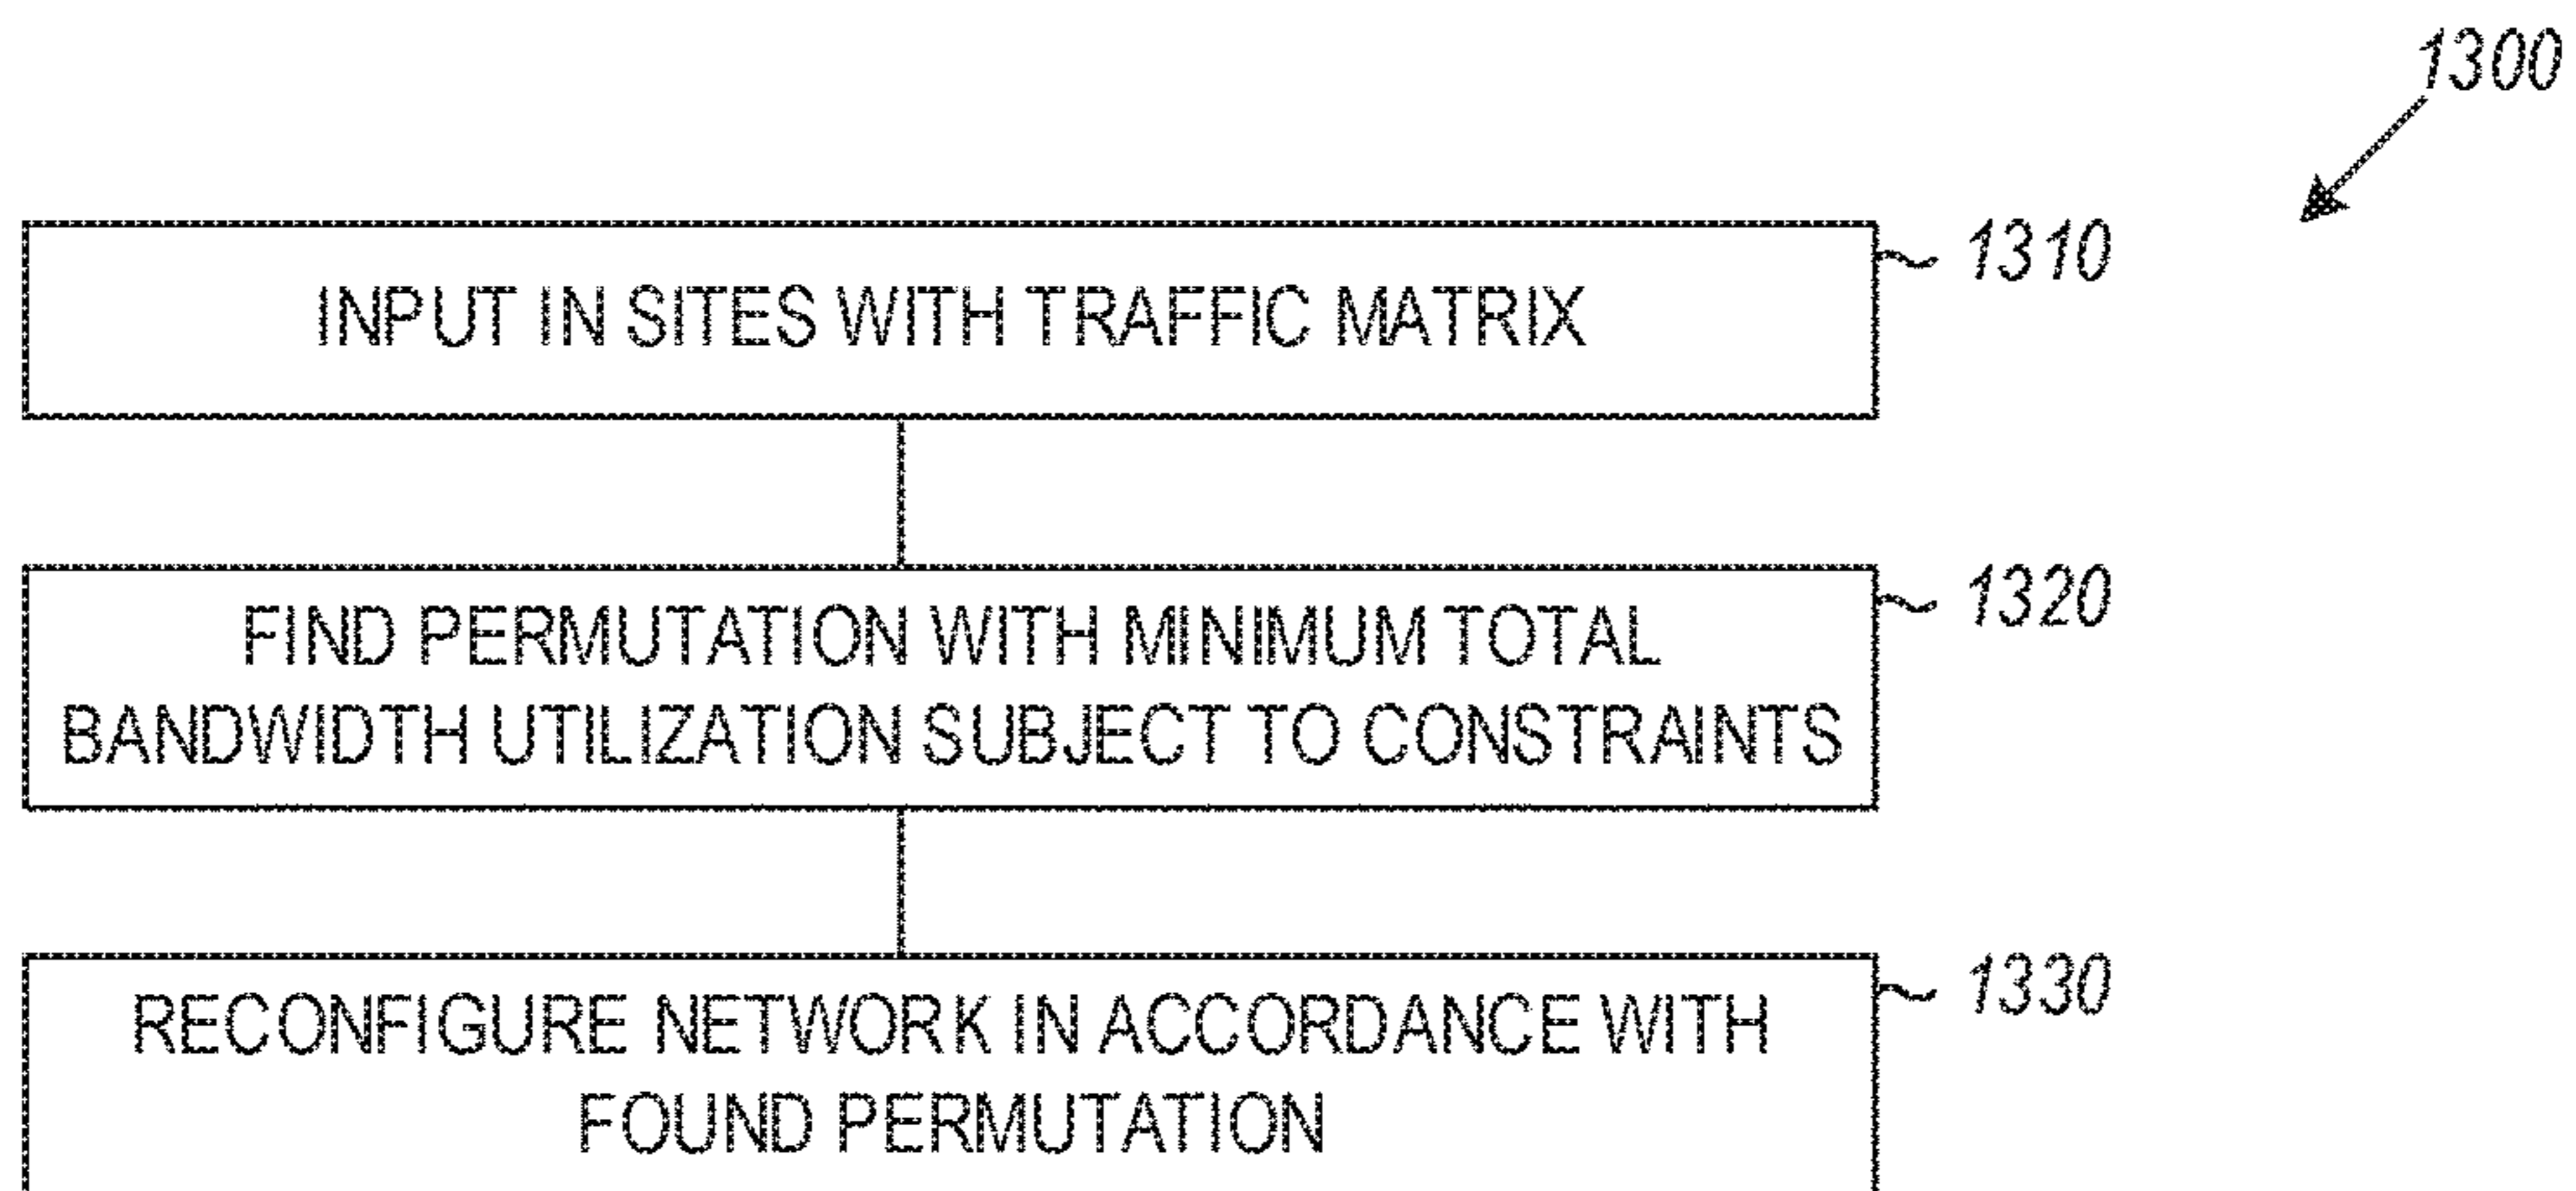 1300
INPUT IN SITES WITH TRAFFIC MATRIX
1310
FIND PERMUTATION WITH MINIMUM TOTAL
BANDWIDTH UTILIZATION SUBJECT TO CONSTRAINTS
1320
RECONFIGURE NETWORK IN ACCORDANCE WITH
FOUND PERMUTATION
1330